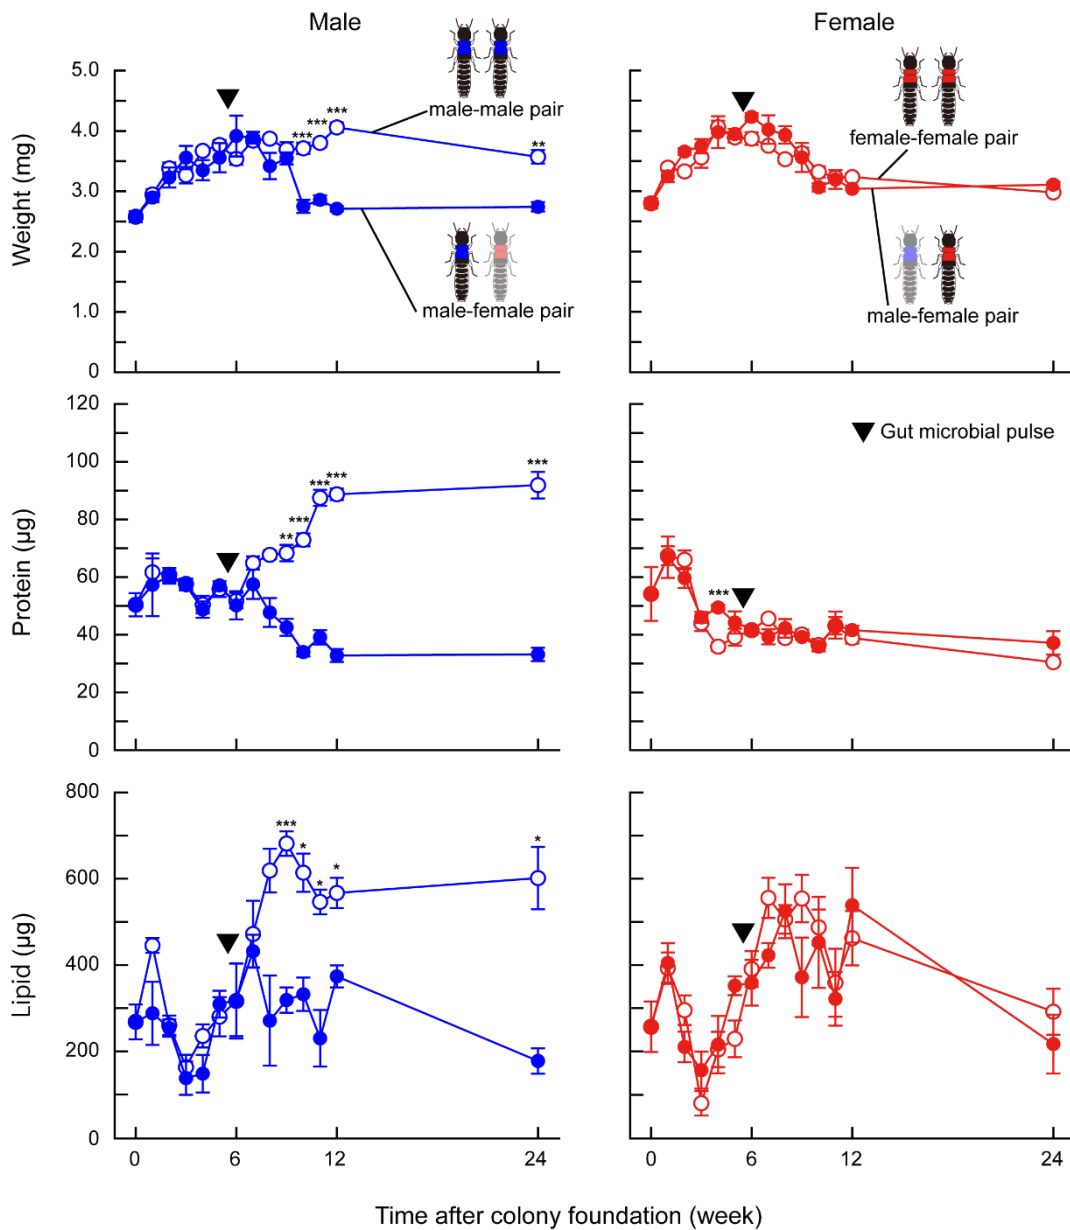 Male
Female
5.0
4.0
3.0
2.0
1.0
0
Weight (mg)
male-male pair
***
***
***
**
male-female pair
female-female pair
male-female pair
120
100
80
60
40
20
0
Protein (µg)
**
***
***
***
***
▼ Gut microbial pulse
***
800
600
400
200
0
Lipid (µg)
***
*
*
*
*
0 6 12 24
0 6 12 24
Time after colony foundation (week)